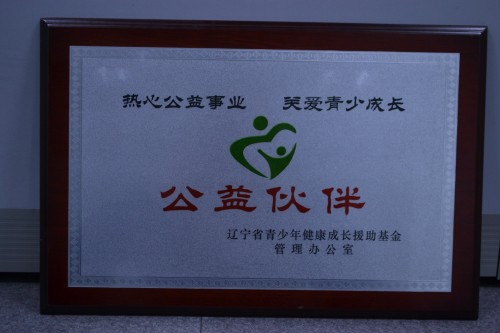 热心公益事业 关爱青少成长
公益伙伴
辽宁省青少年健康成长援助基金
管理办公室